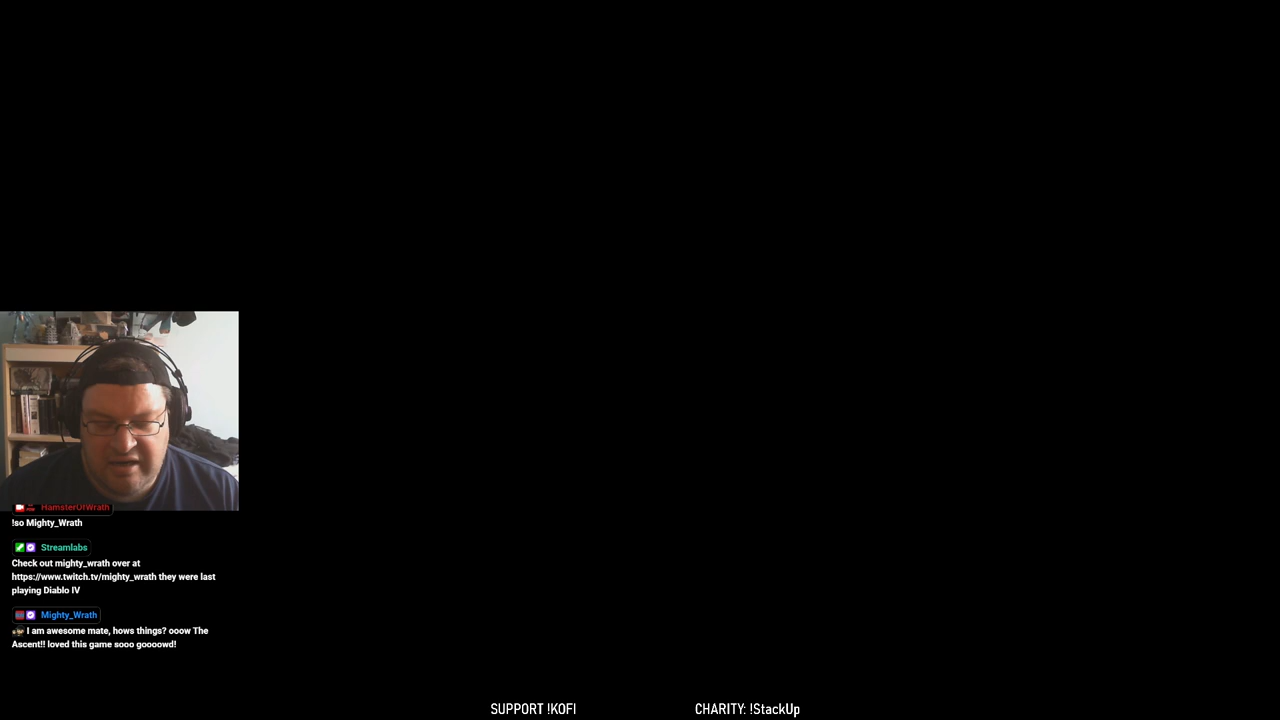 HamsterOfWrath
!so Mighty_Wrath
Streamlabs
Check out mighty_wrath over at
https://www.twitch.tv/mighty_wrath they were last
playing Diablo IV
Mighty_Wrath
I am awesome mate, hows things? ooow The
Ascent!! loved this game sooo goooowd!
SUPPORT !KOFI
CHARITY: !StackUp